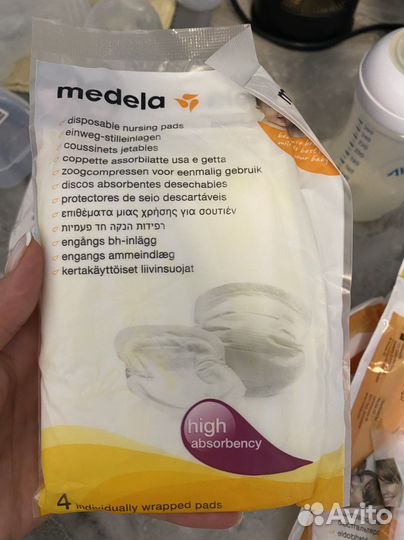 medela
disposable nursing pads
einweg-stilleinlagen
coussinets jetables
coppette assorbilatte usa e getta
zoogcompressen voor eenmalig gebruik
discos absorbentes desechables
protectores de seio descartáveis
επιθέματα μιας χρήσης για σουτιέν
רפידות הנקה חד פעמיות
engångs bh-inlägg
engangs ammeindlæg
kertakäyttöiset liivinsuojat
high
absorbency
4 individually wrapped pads
Avito